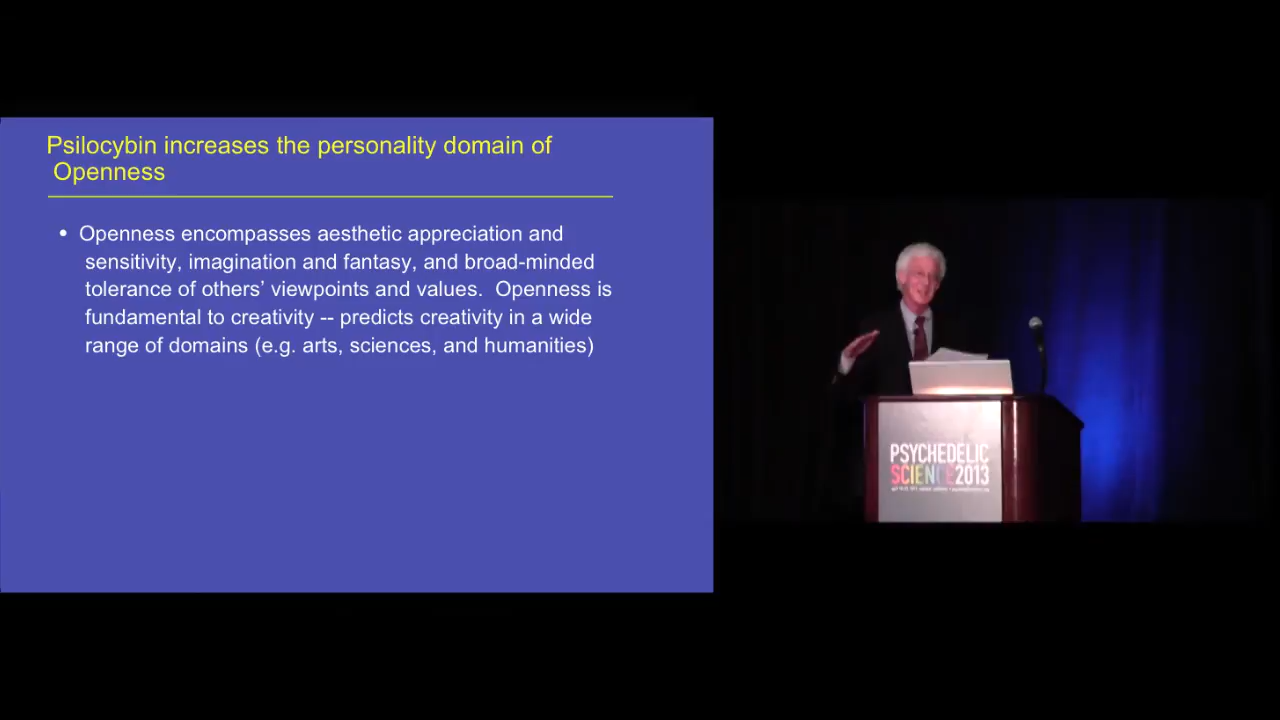 Psilocybin increases the personality domain of
Openness
• Openness encompasses aesthetic appreciation and
sensitivity, imagination and fantasy, and broad-minded
tolerance of others’ viewpoints and values.  Openness is
fundamental to creativity -- predicts creativity in a wide
range of domains (e.g. arts, sciences, and humanities)
PSYCHEDELIC
SCIENCE2013